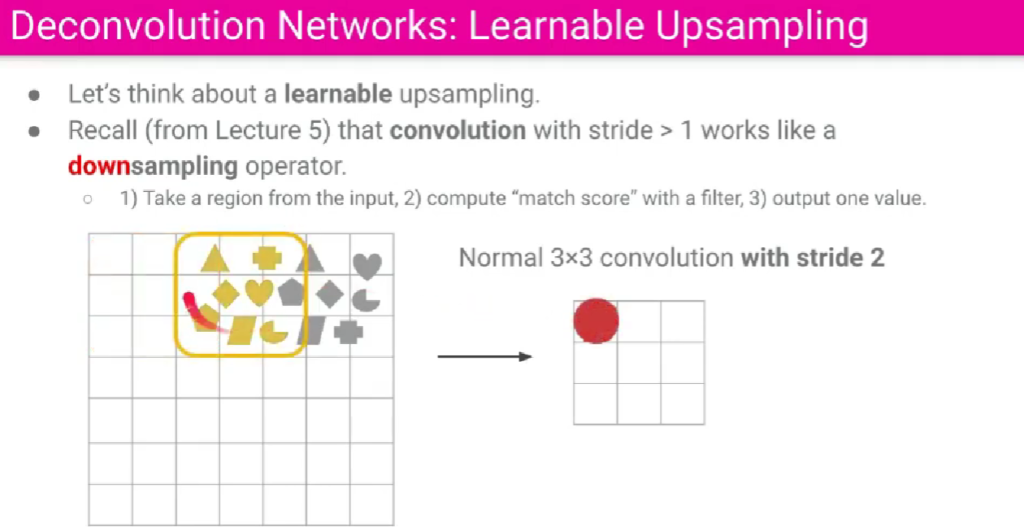 Deconvolution Networks: Learnable Upsampling
● Let's think about a learnable upsampling.
● Recall (from Lecture 5) that convolution with stride > 1 works like a
downsampling operator.
○ 1) Take a region from the input, 2) compute “match score” with a filter, 3) output one value.
Normal 3×3 convolution with stride 2